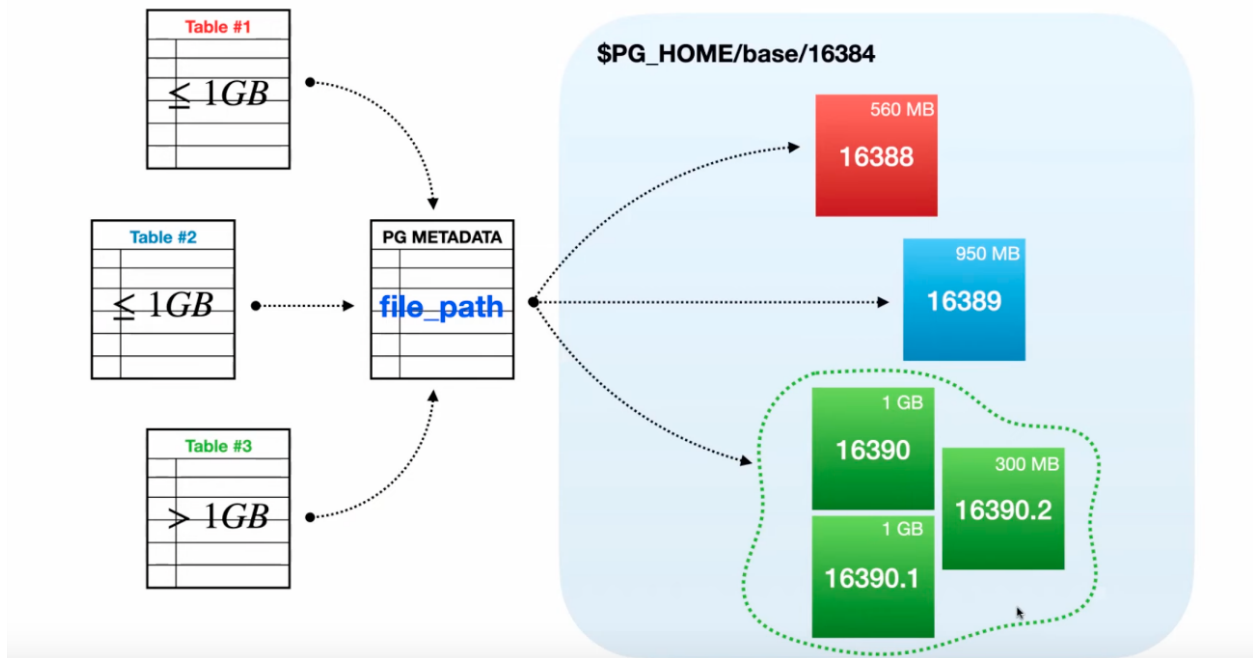 Table #1
≤ 1GB
Table #2
≤ 1GB
Table #3
> 1GB
PG METADATA
file_path
$PG_HOME/base/16384
560 MB
16388
950 MB
16389
1 GB
16390
300 MB
16390.2
1 GB
16390.1